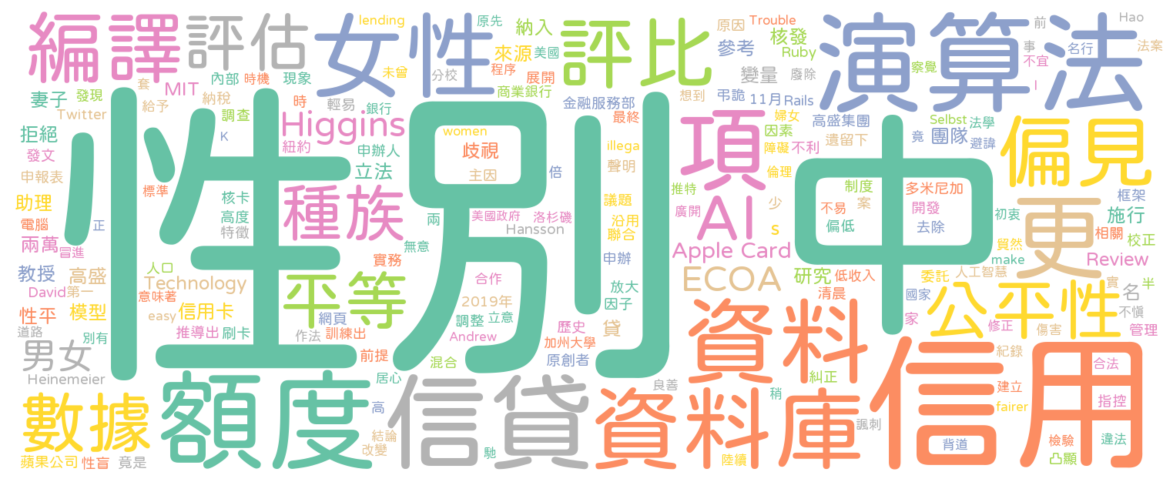 編譯
評估
女性
lending
原先
納入
評比
原因
Trouble
核發
演算法
Hao
前
法案
來源
美國
參考
Ruby
事
名行
未曾
分校
程序
展開
變量
廢除
察覺
不宜
I
妻子
發現
套
MIT
內部
時機
現象
商業銀行
想到
弔詭
11月
Rails
Twitter
給予
納稅
輕易
銀行
金融服務部
婦女
高盛集團
Selbst
法學
拒絕
調查
時
Higgins
women
最終
illega
項
因素
遺留下
竟
團隊
避諱
偏見
發文
K
紐約
申辦人
歧視
聲明
障礙
不利
申報表
標準
立法
主因
倍
倫理
助理
核卡
種族
議題
推特
制度
多米尼加
框架
電腦
正
高度
兩
美國政府
洛杉磯
沿用
廣開
AI
少
案
不易
開發
初衷
施行
兩萬
冒進
特徵
無意
Hansson
聯合
s
偏低
去除
貿然
相關
校正
更
教授
高盛
人口
實務
合作
申辦
Apple Card
make
Review
David
第一
Technology
平等
放大
ECOA
研究
低收入
清晨
委託
人工智慧
實
名
半
意味著
2019年
因子
國家
不慎
性平
模型
easy
信用卡
網頁
調整
立意
歷史
貸
家
修正
公平性
傷害
管理
道路
別有
推導出
刷卡
作法
訓練出
Andrew
加州大學
性別
中
男女
前提
混合
原創者
資料
紀錄
Heinemeier
居心
良善
糾正
合法
建立
數據
額度
高
信貸
資料庫
稍
信用
fairer
指控
結論
改變
諷刺
背道
檢驗
違法
蘋果公司
性盲
竟是
馳
陸續
凸顯